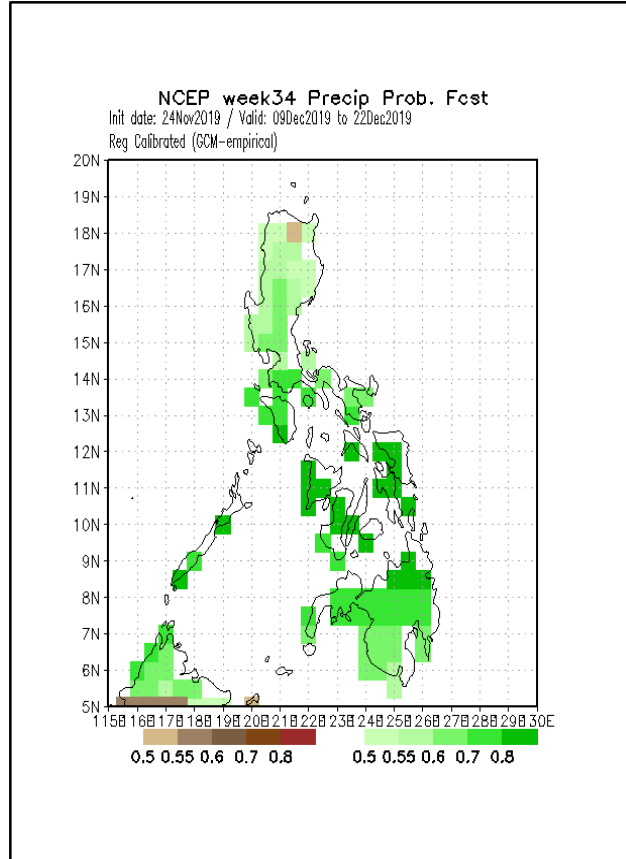 NCEP week34 Precip Prob. Fcst
Init date: 24Nov2019 / Valid: 09Dec2019 to 22Dec2019
Reg Calibrated (GCM-empirical)
20N
19N
18N
17N
16N
15N
14N
13N
12N
11N
10N
9N
8N
7N
6N
5N
130E
0.5 0.55 0.6 0.7 0.8
0.5 0.55 0.6 0.7 0.8